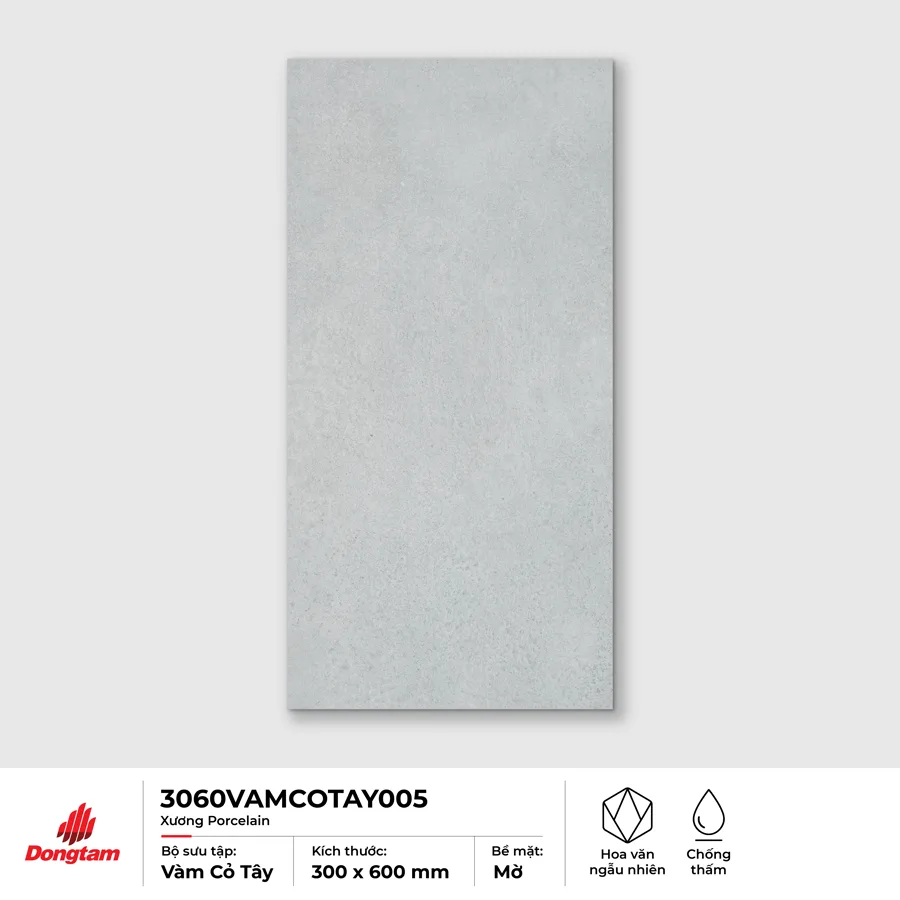 3060VAMCOTAY005
Xương Porcelain
Dongtam
Bộ sưu tập:
Vàm Cỏ Tây
Kích thước:
300 x 600 mm
Bề mặt:
Mờ
Hoa văn
ngẫu nhiên
Chống
thấm